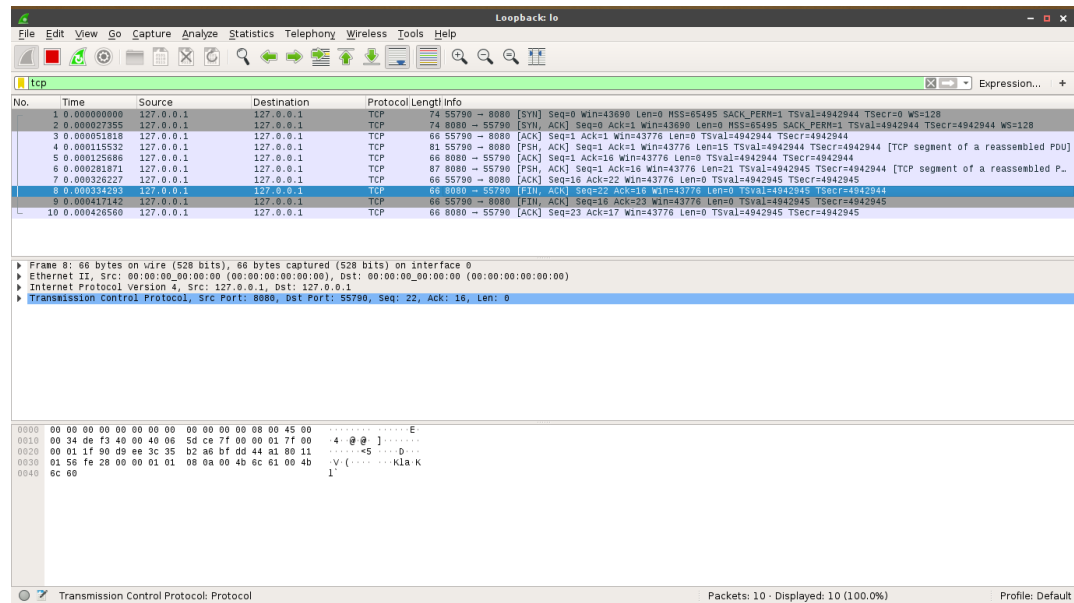 Loopback: lo
File Edit View Go Capture Analyze Statistics Telephony Wireless Tools Help
tcp Expression... +
No. Time Source Destination Protocol Length Info
1 0.000000000 127.0.0.1 127.0.0.1 TCP 74 55790 → 8080 [SYN] Seq=0 Win=43690 Len=0 MSS=65495 SACK_PERM=1 TSval=4942944 TSecr=0 WS=128
2 0.000027355 127.0.0.1 127.0.0.1 TCP 74 8080 → 55790 [SYN, ACK] Seq=0 Ack=1 Win=43690 Len=0 MSS=65495 SACK_PERM=1 TSval=4942944 TSecr=4942944 WS=128
3 0.000051818 127.0.0.1 127.0.0.1 TCP 66 55790 → 8080 [ACK] Seq=1 Ack=1 Win=43776 Len=0 TSval=4942944 TSecr=4942944
4 0.000115532 127.0.0.1 127.0.0.1 TCP 81 55790 → 8080 [PSH, ACK] Seq=1 Ack=1 Win=43776 Len=15 TSval=4942944 TSecr=4942944 [TCP segment of a reassembled PDU]
5 0.000125686 127.0.0.1 127.0.0.1 TCP 66 8080 → 55790 [ACK] Seq=1 Ack=16 Win=43776 Len=0 TSval=4942944 TSecr=4942944
6 0.000281871 127.0.0.1 127.0.0.1 TCP 87 8080 → 55790 [PSH, ACK] Seq=1 Ack=16 Win=43776 Len=21 TSval=4942945 TSecr=4942944 [TCP segment of a reassembled P…
7 0.000326227 127.0.0.1 127.0.0.1 TCP 66 55790 → 8080 [ACK] Seq=16 Ack=22 Win=43776 Len=0 TSval=4942945 TSecr=4942945
8 0.000334293 127.0.0.1 127.0.0.1 TCP 66 8080 → 55790 [FIN, ACK] Seq=22 Ack=16 Win=43776 Len=0 TSval=4942945 TSecr=4942944
9 0.000417142 127.0.0.1 127.0.0.1 TCP 66 55790 → 8080 [FIN, ACK] Seq=16 Ack=23 Win=43776 Len=0 TSval=4942945 TSecr=4942945
10 0.000426560 127.0.0.1 127.0.0.1 TCP 66 8080 → 55790 [ACK] Seq=23 Ack=17 Win=43776 Len=0 TSval=4942945 TSecr=4942945
Frame 8: 66 bytes on wire (528 bits), 66 bytes captured (528 bits) on interface 0
Ethernet II, Src: 00:00:00_00:00:00 (00:00:00:00:00:00), Dst: 00:00:00_00:00:00 (00:00:00:00:00:00)
Internet Protocol Version 4, Src: 127.0.0.1, Dst: 127.0.0.1
Transmission Control Protocol, Src Port: 8080, Dst Port: 55790, Seq: 22, Ack: 16, Len: 0
0000 00 00 00 00 00 00 00 00 00 00 00 00 08 00 45 00 ········ ······E·
0010 00 34 de f3 40 00 40 06 5d ce 7f 00 00 01 7f 00 ·4··@·@· ]·······
0020 00 01 1f 90 d9 ee 3c 35 b2 a6 bf dd 44 a1 80 11 ······<5 ····D···
0030 01 56 fe 28 00 00 01 01 08 0a 00 4b 6c 61 00 4b ·V·(···· ···Kla·K
0040 6c 60 l`
Transmission Control Protocol: Protocol Packets: 10 · Displayed: 10 (100.0%) Profile: Default